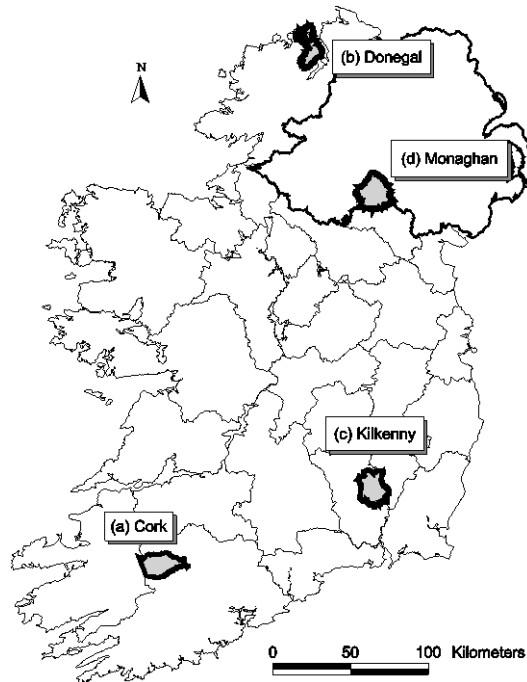 (b) Donegal
N
(d) Monaghan
(c) Kilkenny
(a) Cork
0 50 100 Kilometers